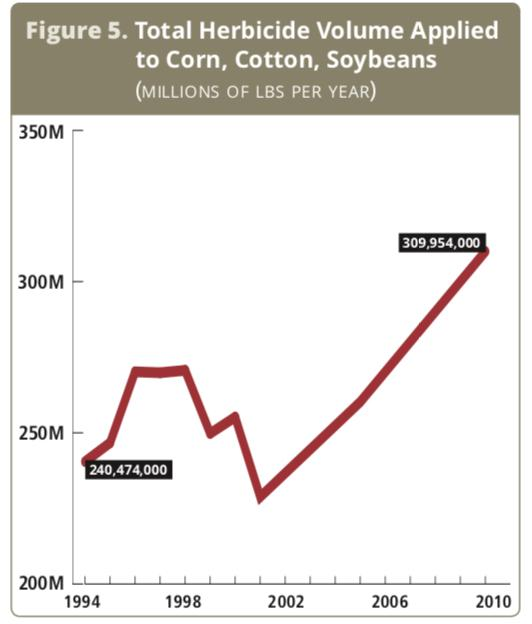 Figure 5. Total Herbicide Volume Applied
to Corn, Cotton, Soybeans
(MILLIONS OF LBS PER YEAR)
350M
309,954,000
300M
250M
240,474,000
200M
1994 1998 2002 2006 2010